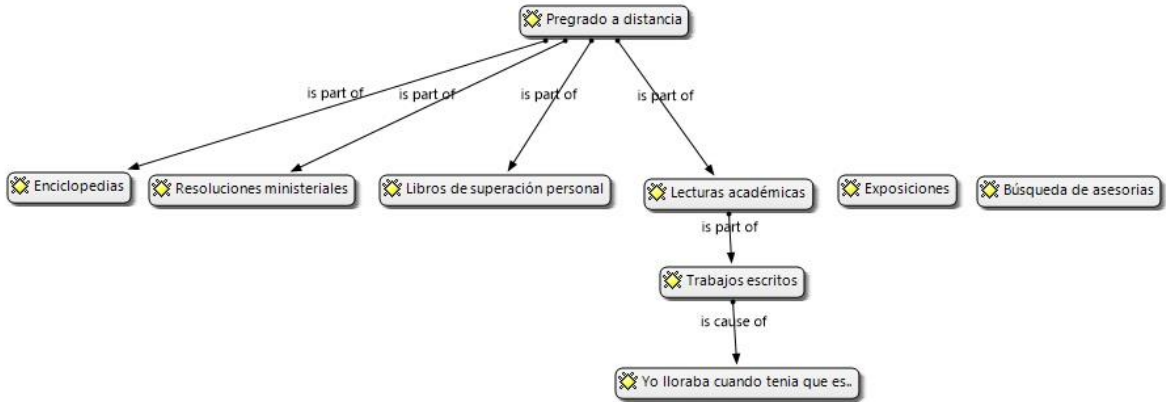 Pregrado a distancia
is part of
is part of
is part of
is part of
Enciclopedias
Resoluciones ministeriales
Libros de superación personal
Lecturas académicas
Exposiciones
Búsqueda de asesorias
is part of
Trabajos escritos
is cause of
Yo lloraba cuando tenia que es..